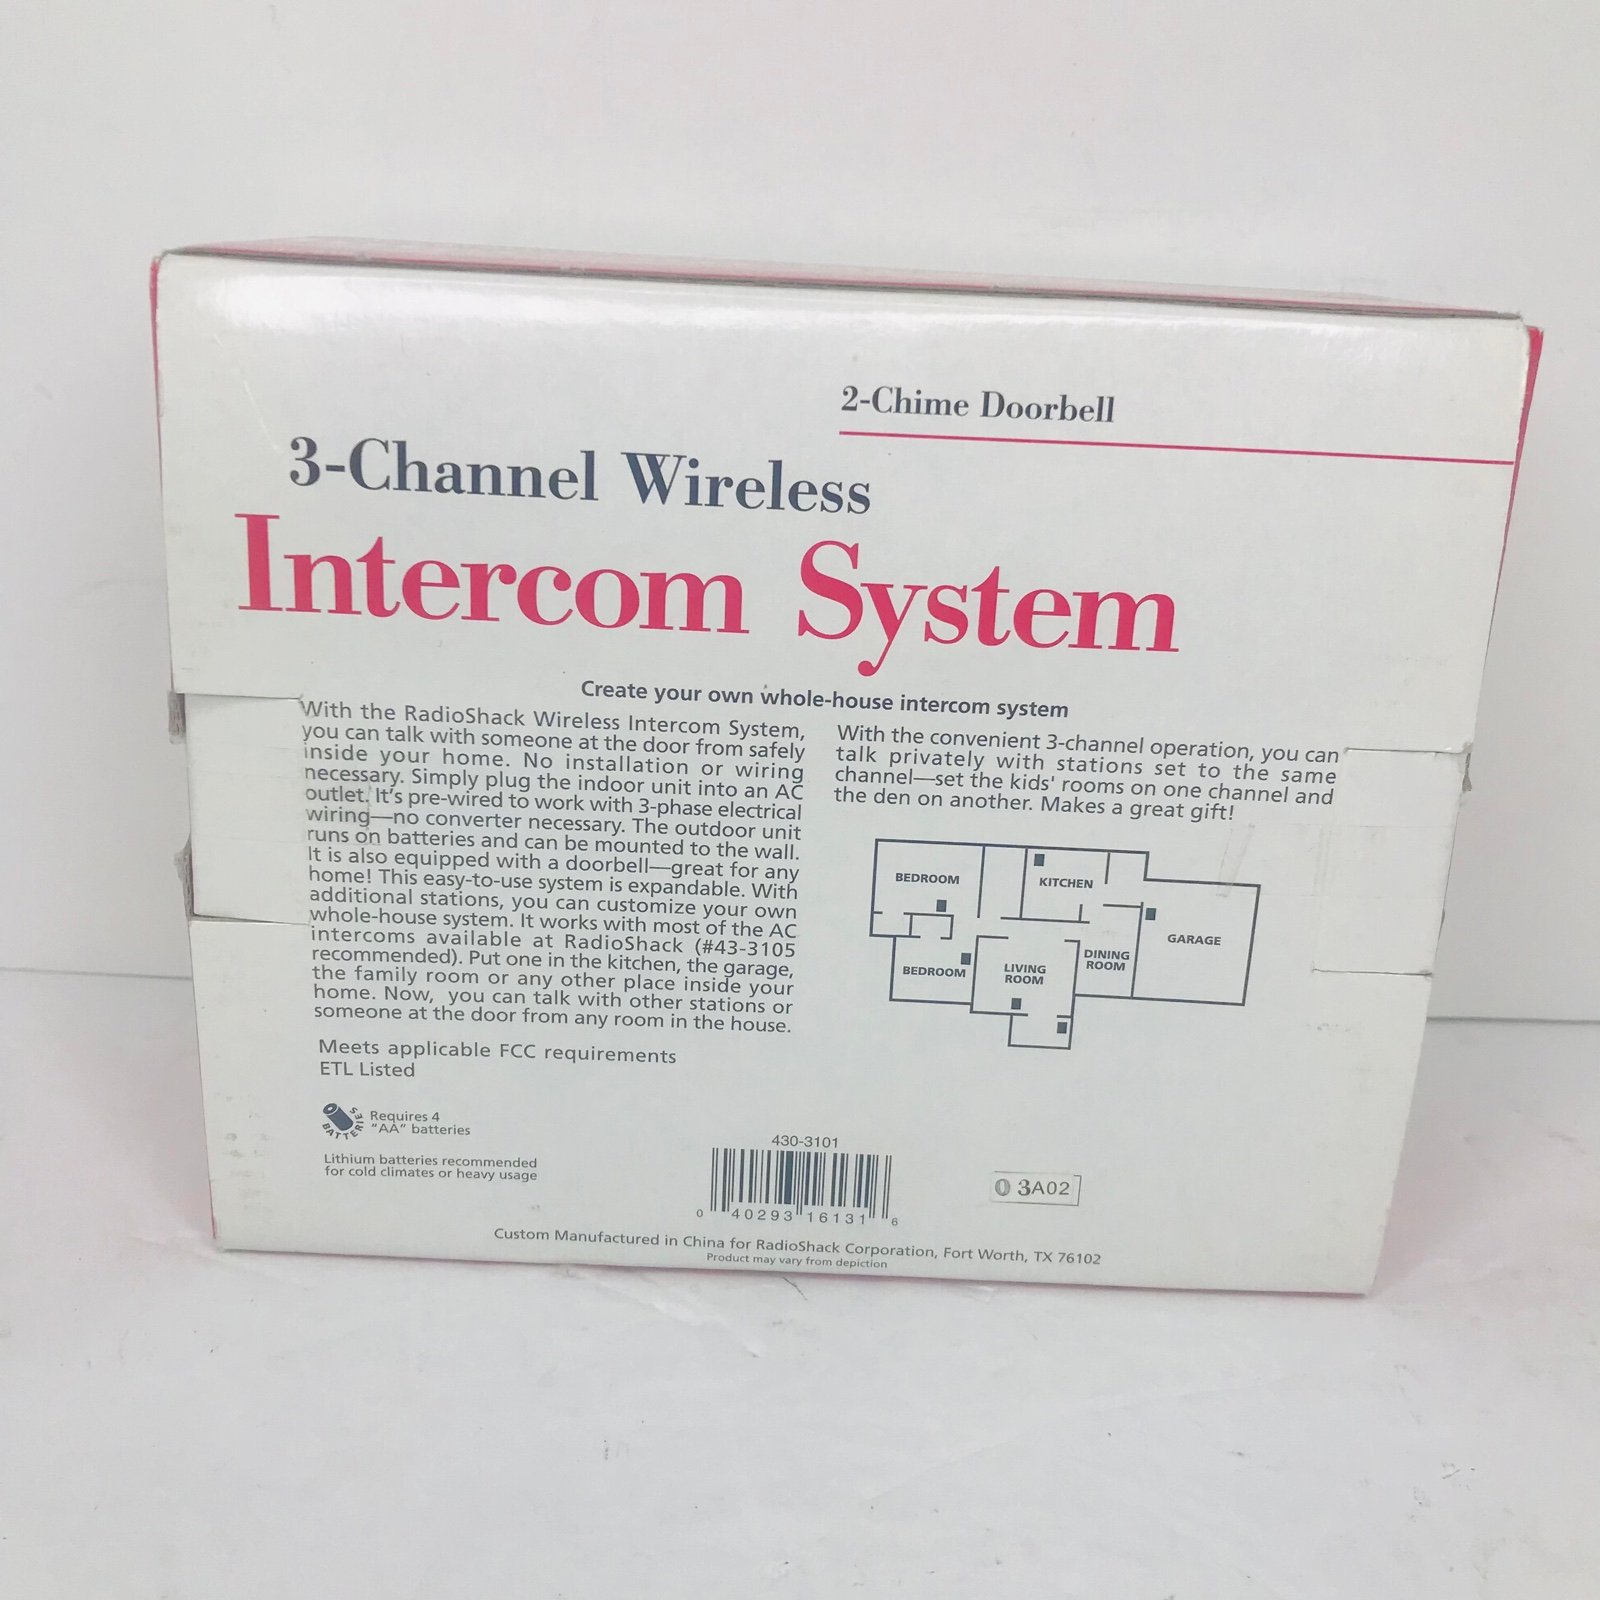 2-Chime Doorbell
3-Channel Wireless
Intercom System
Create your own whole-house intercom system
With the RadioShack Wireless Intercom System,
you can talk with someone at the door from safely
inside your home. No installation or wiring
necessary. Simply plug the indoor unit into an AC
outlet. It's pre-wired to work with 3-phase electrical
wiring—no converter necessary. The outdoor unit
runs on batteries and can be mounted to the wall.
It is also equipped with a doorbell—great for any
home! This easy-to-use system is expandable. With
additional stations, you can customize your own
whole-house system. It works with most of the AC
intercoms available at RadioShack (#43-3105
recommended). Put one in the kitchen, the garage,
the family room or any other place inside your
home. Now, you can talk with other stations or
someone at the door from any room in the house.
Meets applicable FCC requirements
ETL Listed
BATTERIES
Requires 4
"AA" batteries
Lithium batteries recommended
for cold climates or heavy usage
With the convenient 3-channel operation, you can
talk privately with stations set to the same
channel—set the kids' rooms on one channel and
the den on another. Makes a great gift!
BEDROOM
KITCHEN
GARAGE
DINING
ROOM
BEDROOM
LIVING
ROOM
430-3101
0 40293 16131 6
03A02
Custom Manufactured in China for RadioShack Corporation, Fort Worth, TX 76102
Product may vary from depiction